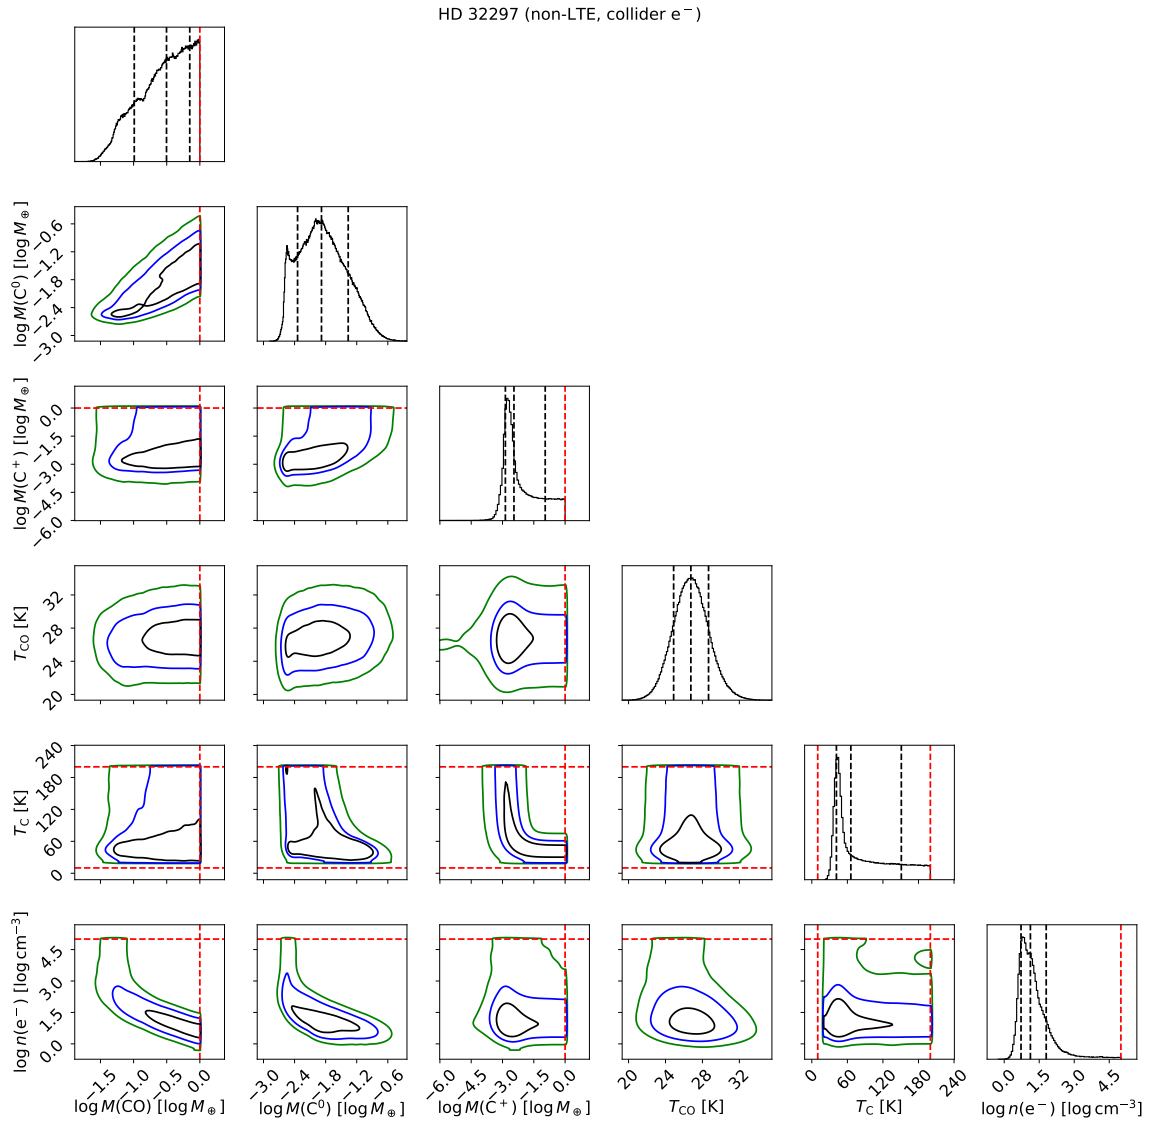 HD 32297 (non-LTE, collider e⁻)
log M(C⁰) [log M⊕]
−0.6
−1.2
−1.8
−2.4
−3.0
log M(C⁺) [log M⊕]
0.0
−1.5
−3.0
−4.5
−6.0
T_CO [K]
32
28
24
20
T_C [K]
240
180
120
60
0
log n(e⁻) [log cm⁻³]
4.5
3.0
1.5
0.0
−1.5 −1.0 −0.5 0.0
−3.0 −2.4 −1.8 −1.2 −0.6
−6.0 −4.5 −3.0 −1.5 0.0
20 24 28 32
0 60 120 180 240
0.0 1.5 3.0 4.5
log M(CO) [log M⊕]
log M(C⁰) [log M⊕]
log M(C⁺) [log M⊕]
T_CO [K]
T_C [K]
log n(e⁻) [log cm⁻³]